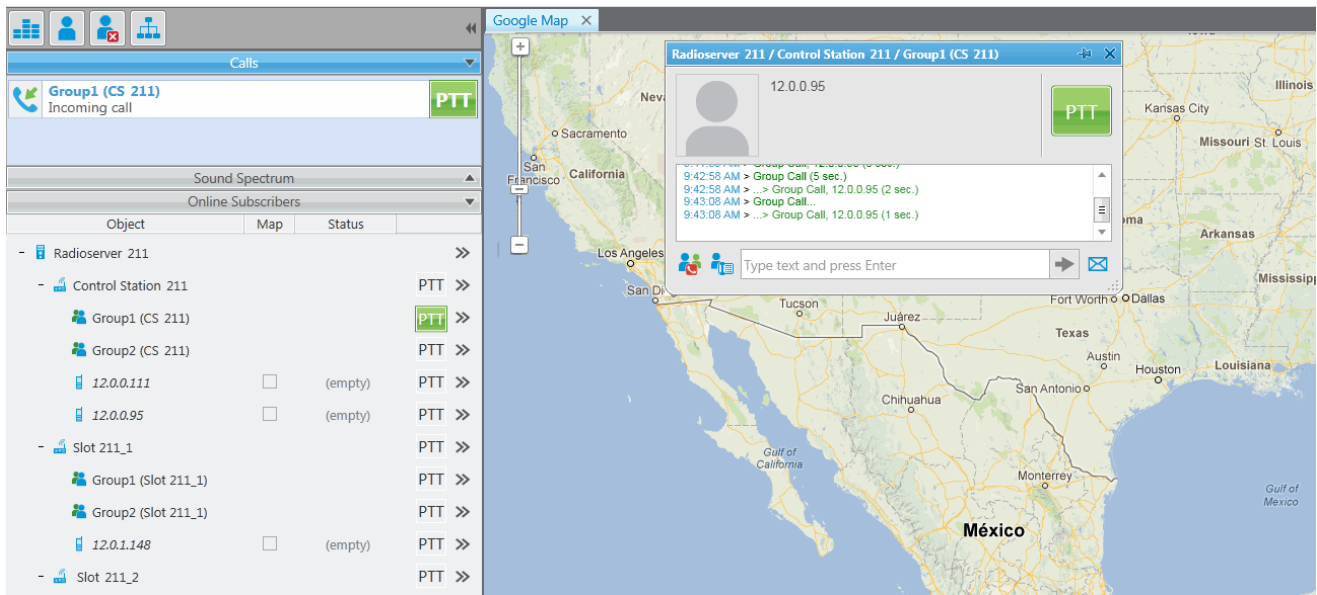 Calls
Group1 (CS 211)
Incoming call
PTT
Sound Spectrum
Online Subscribers
Object Map Status
- Radioserver 211
- Control Station 211 PTT
Group1 (CS 211) PTT
Group2 (CS 211) PTT
12.0.0.111 (empty) PTT
12.0.0.95 (empty) PTT
- Slot 211_1 PTT
Group1 (Slot 211_1) PTT
Group2 (Slot 211_1) PTT
12.0.1.148 (empty) PTT
- Slot 211_2 PTT
Google Map
Radioserver 211 / Control Station 211 / Group1 (CS 211)
12.0.0.95
PTT
9:42:58 AM > Group Call (5 sec.)
9:42:58 AM > ...> Group Call, 12.0.0.95 (2 sec.)
9:43:08 AM > Group Call...
9:43:08 AM > ...> Group Call, 12.0.0.95 (1 sec.)
Type text and press Enter
Illinois
Kansas City
Missouri St. Louis
Sacramento
San
Francisco
California
Arkansas
Los Angeles
Mississip
Tucson
Fort Worth Dallas
Juárez
Texas
Austin
Houston
Louisiana
San Antonio
Chihuahua
Gulf of
California
Monterrey
Gulf of
Mexico
México